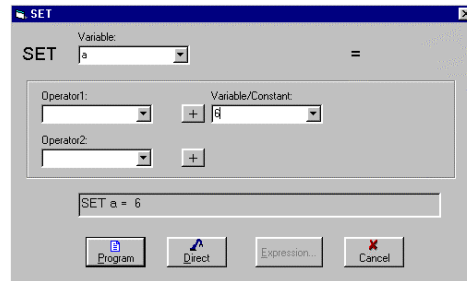 SET
Variable:
SET a =
Operator1: Variable/Constant:
+ 6
Operator2:
+
SET a = 6
Program Direct Expression... Cancel